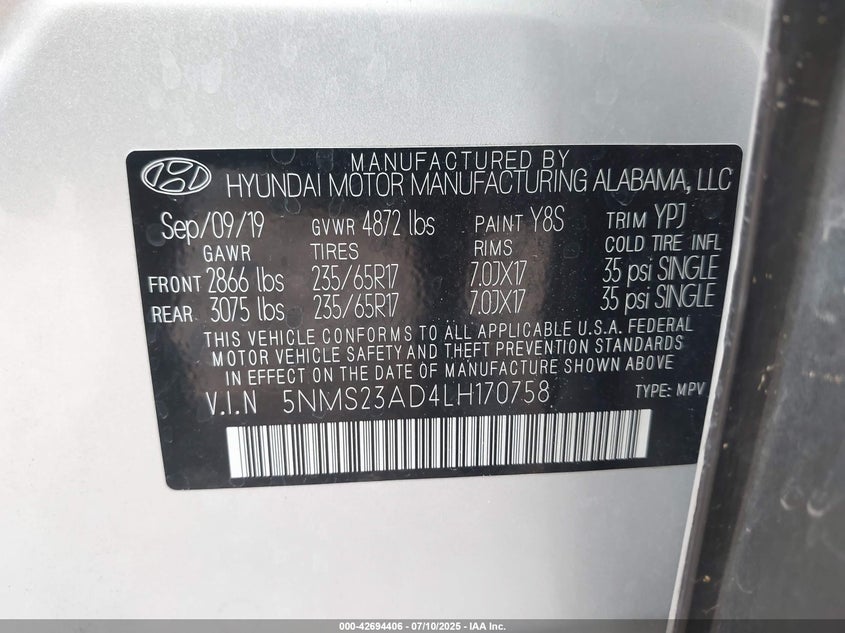 MANUFACTURED BY
HYUNDAI MOTOR MANUFACTURING ALABAMA, LLC
Sep/09/19 GVWR 4872 lbs PAINT Y8S TRIM YPJ
GAWR TIRES RIMS COLD TIRE INFL
FRONT 2866 lbs 235/65R17 7.0JX17 35 psi SINGLE
REAR 3075 lbs 235/65R17 7.0JX17 35 psi SINGLE
THIS VEHICLE CONFORMS TO ALL APPLICABLE U.S.A. FEDERAL
MOTOR VEHICLE SAFETY AND THEFT PREVENTION STANDARDS
IN EFFECT ON THE DATE OF MANUFACTURE SHOWN ABOVE
V.I.N 5NMS23AD4LH170758 TYPE: MPV
000-42694406 - 07/10/2025 - IAA Inc.